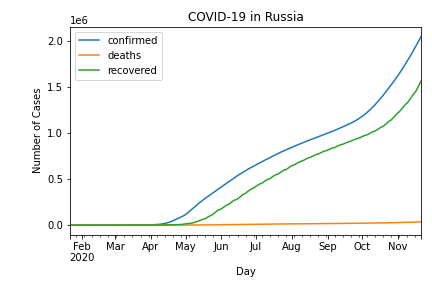 COVID-19 in Russia
1e6
confirmed
deaths
recovered
2.0
1.5
1.0
0.5
0.0
Number of Cases
Feb Mar Apr May Jun Jul Aug Sep Oct Nov
2020
Day